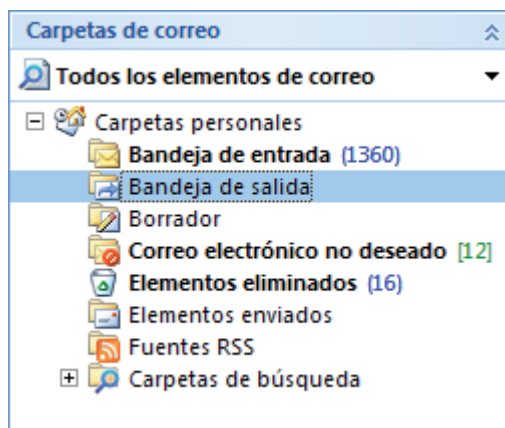 Carpetas de correo
Todos los elementos de correo
Carpetas personales
Bandeja de entrada (1360)
Bandeja de salida
Borrador
Correo electrónico no deseado [12]
Elementos eliminados (16)
Elementos enviados
Fuentes RSS
Carpetas de búsqueda